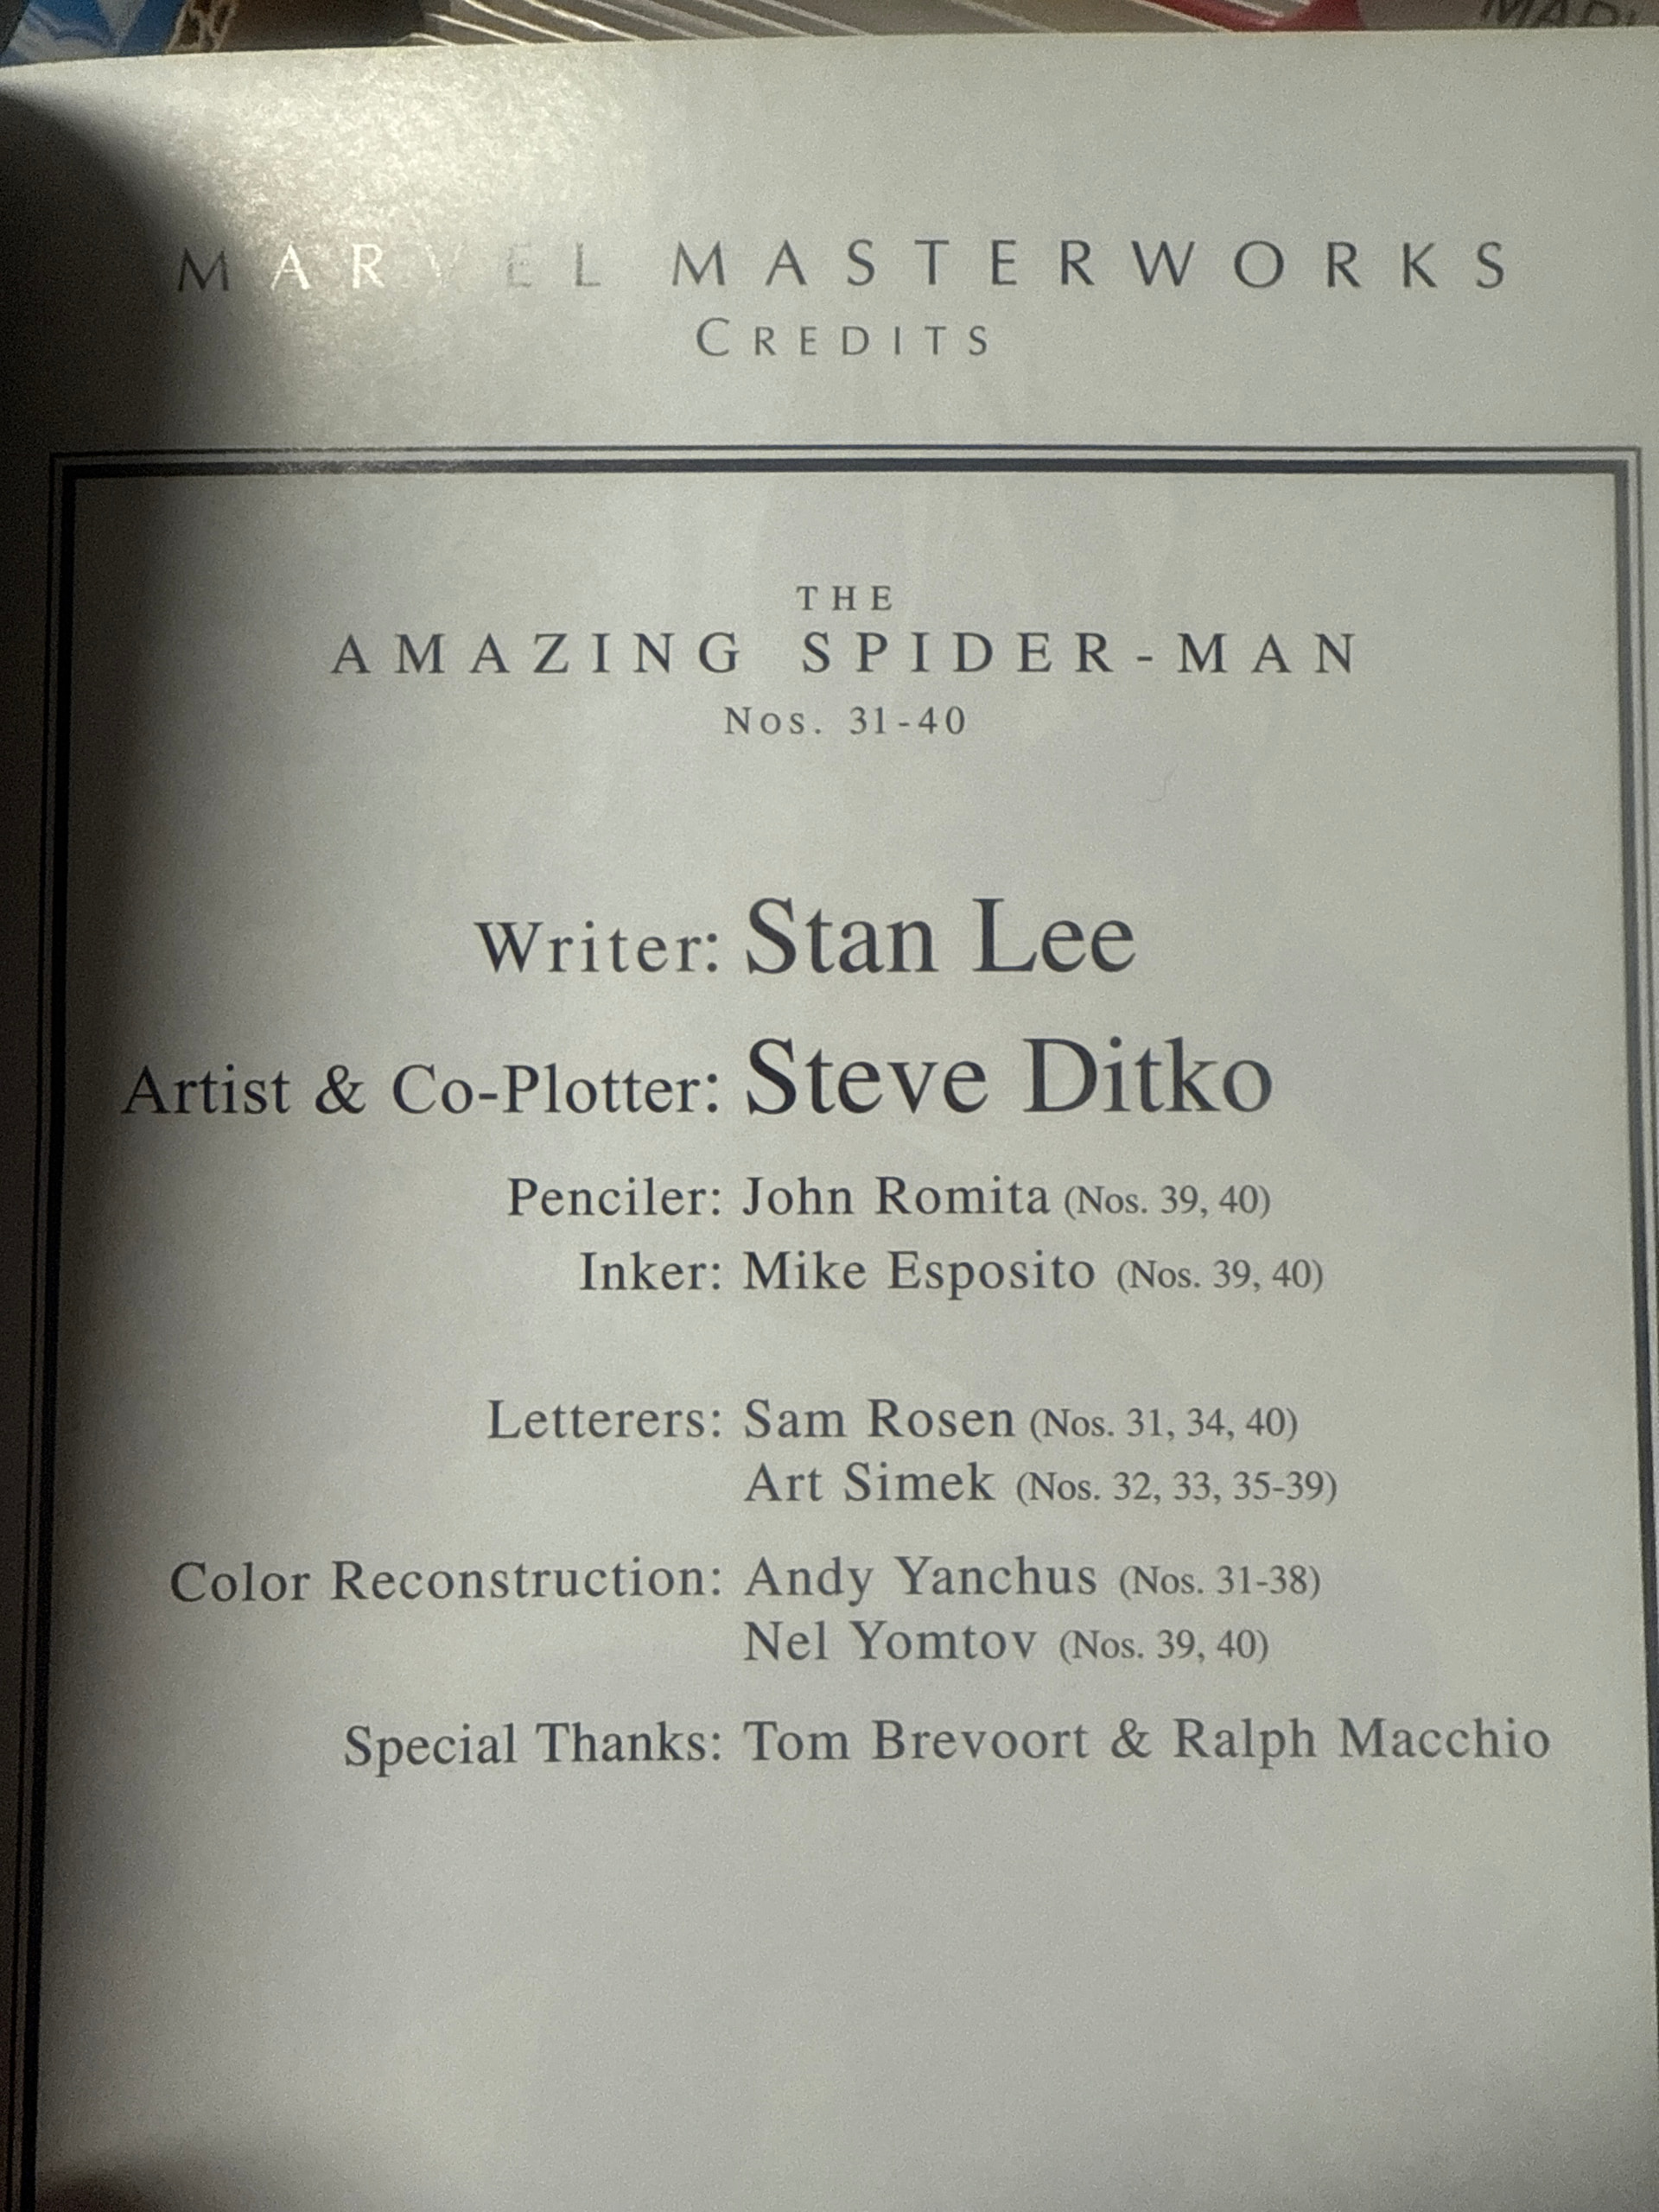 MARVEL MASTERWORKS
CREDITS
THE
AMAZING SPIDER-MAN
Nos. 31-40
Writer: Stan Lee
Artist & Co-Plotter: Steve Ditko
Penciler: John Romita (Nos. 39, 40)
Inker: Mike Esposito (Nos. 39, 40)
Letterers: Sam Rosen (Nos. 31, 34, 40)
Art Simek (Nos. 32, 33, 35-39)
Color Reconstruction: Andy Yanchus (Nos. 31-38)
Nel Yomtov (Nos. 39, 40)
Special Thanks: Tom Brevoort & Ralph Macchio